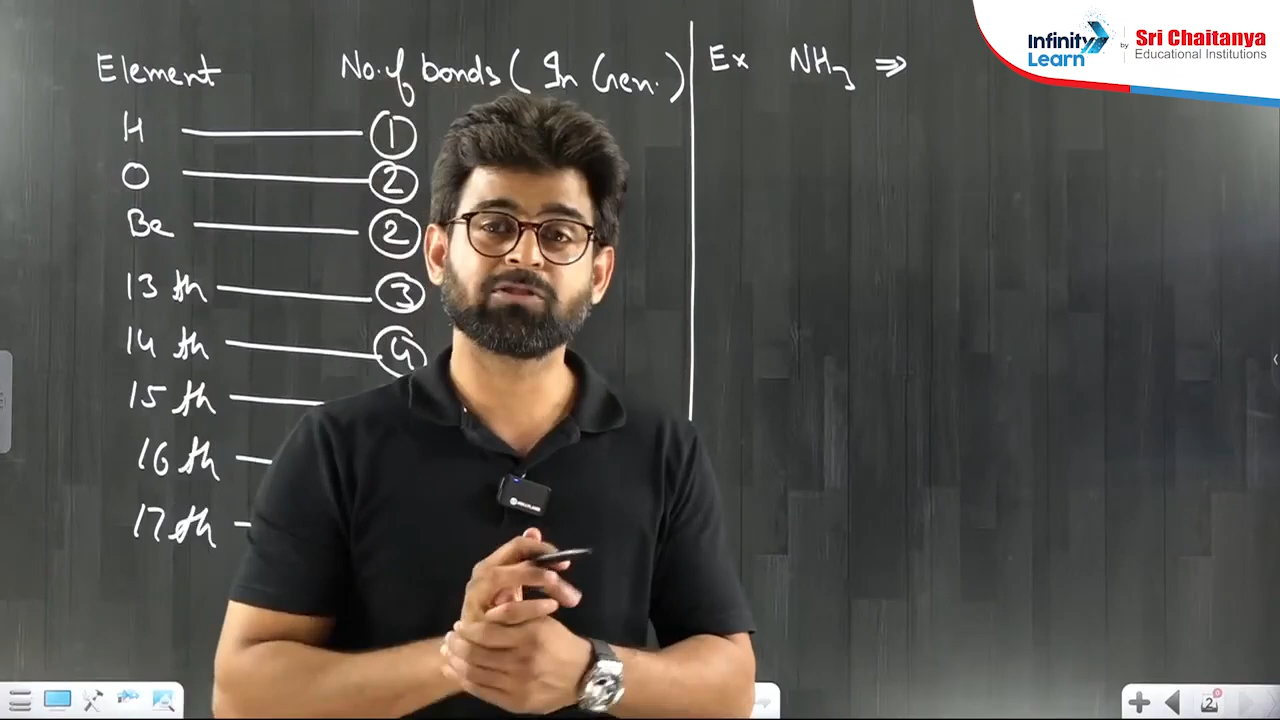 Infinity Learn by Sri Chaitanya Educational Institutions
Element No. of bonds (In Gen.)
H 1
O 2
Be 2
13 th 3
14 th 4
15 th
16 th
17 th
Ex NH3 ⇒
2